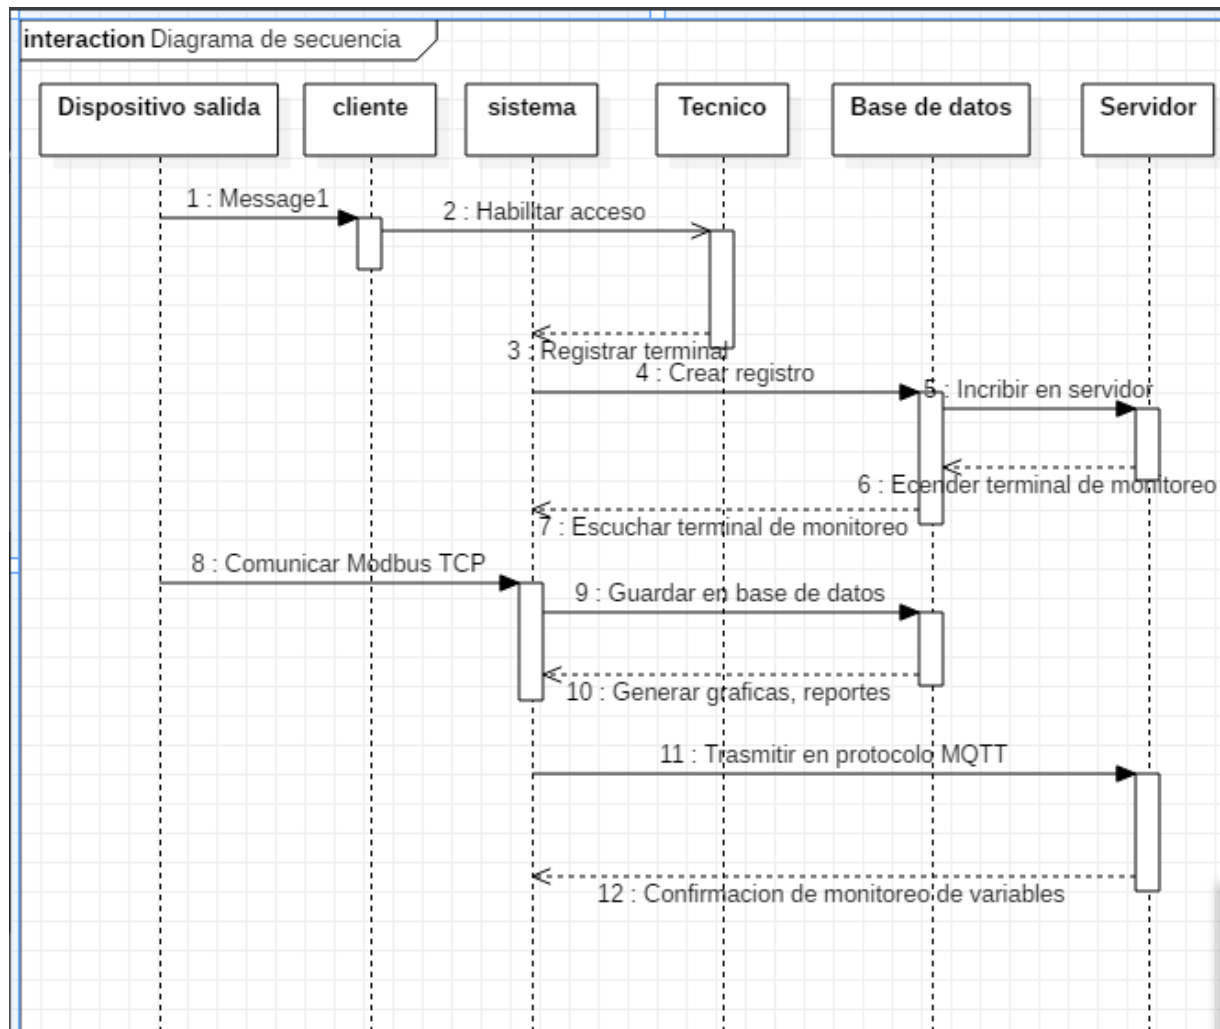 interaction Diagrama de secuencia
Dispositivo salida
cliente
sistema
Tecnico
Base de datos
Servidor
1 : Message1
2 : Habilitar acceso
3 : Registrar terminal
4 : Crear registro
5 : Incribir en servidor
6 : Ecender terminal de monitoreo
7 : Escuchar terminal de monitoreo
8 : Comunicar Modbus TCP
9 : Guardar en base de datos
10 : Generar graficas, reportes
11 : Trasmitir en protocolo MQTT
12 : Confirmacion de monitoreo de variables